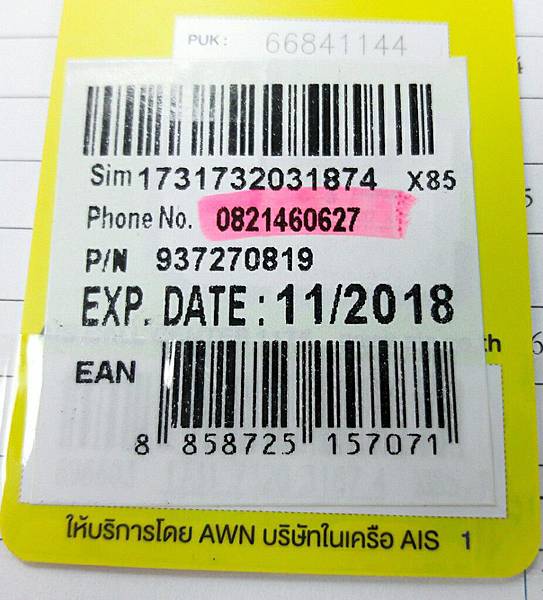 PUK: 66841144
Sim 1731732031874 X85
Phone No. 0821460627
P/N 937270819
EXP. DATE : 11/2018
th
EAN
8 858725 157071
ให้บริการโดย AWN บริษัทในเครือ AIS 1